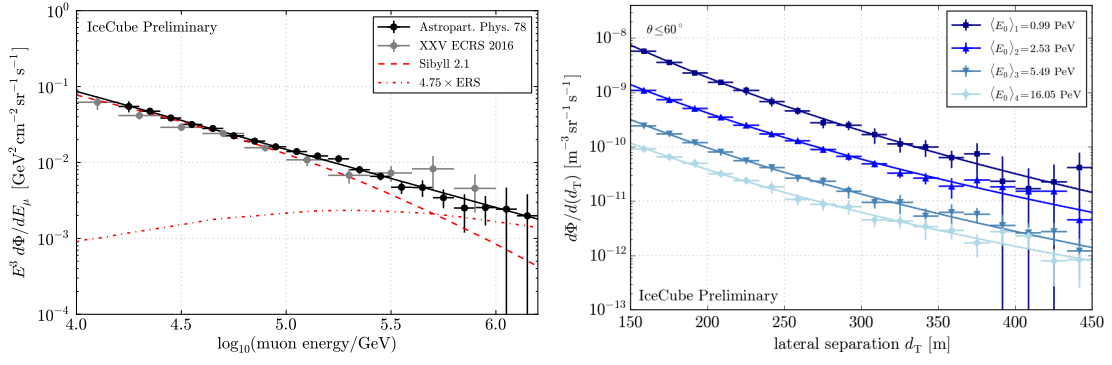 IceCube Preliminary
Astropart. Phys. 78
XXV ECRS 2016
Sibyll 2.1
4.75 × ERS
10⁰
10⁻¹
10⁻²
10⁻³
10⁻⁴
E³ dΦ/dE_μ [GeV² cm⁻² sr⁻¹ s⁻¹]
4.0 4.5 5.0 5.5 6.0
log₁₀(muon energy/GeV)
θ≤60°
⟨E₀⟩₁=0.99 PeV
⟨E₀⟩₂=2.53 PeV
⟨E₀⟩₃=5.49 PeV
⟨E₀⟩₄=16.05 PeV
10⁻⁸
10⁻⁹
10⁻¹⁰
10⁻¹¹
10⁻¹²
10⁻¹³
dΦ/d(d_T) [m⁻³ sr⁻¹ s⁻¹]
IceCube Preliminary
150 200 250 300 350 400 450
lateral separation d_T [m]